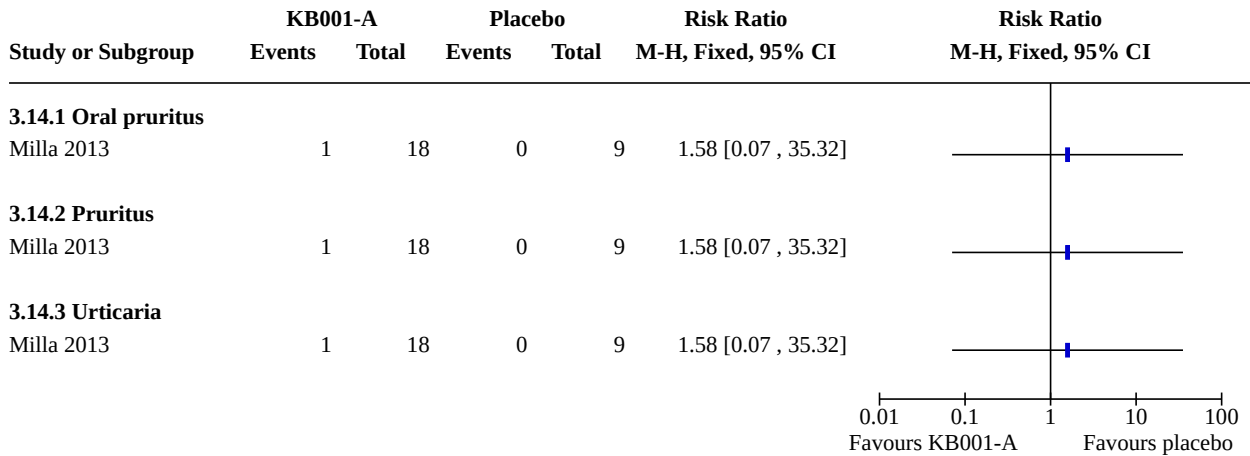 KB001-A Placebo Risk Ratio Risk Ratio
Study or Subgroup Events Total Events Total M-H, Fixed, 95% CI M-H, Fixed, 95% CI
3.14.1 Oral pruritus
Milla 2013 1 18 0 9 1.58 [0.07 , 35.32]
3.14.2 Pruritus
Milla 2013 1 18 0 9 1.58 [0.07 , 35.32]
3.14.3 Urticaria
Milla 2013 1 18 0 9 1.58 [0.07 , 35.32]
0.01 0.1 1 10 100
Favours KB001-A Favours placebo